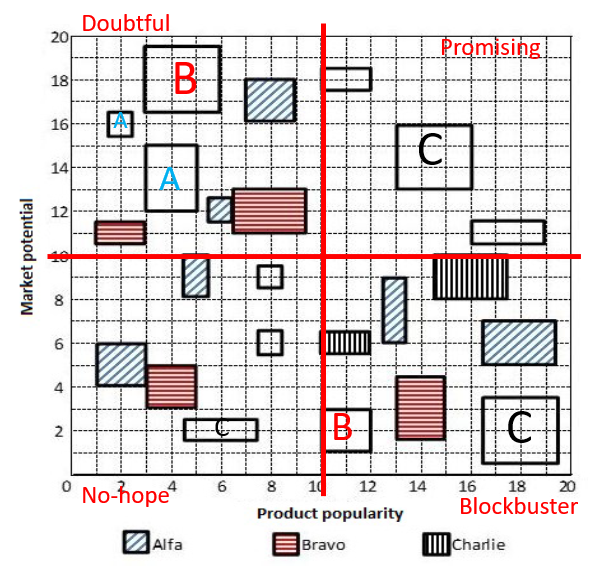 Doubtful
Promising
20
18
16
14
12
10
8
6
4
2
0
B
A
C
A
C
B
C
2
4
6
8
10
12
14
16
18
20
Market potential
No-hope
Product popularity
Blockbuster
Alfa
Bravo
Charlie